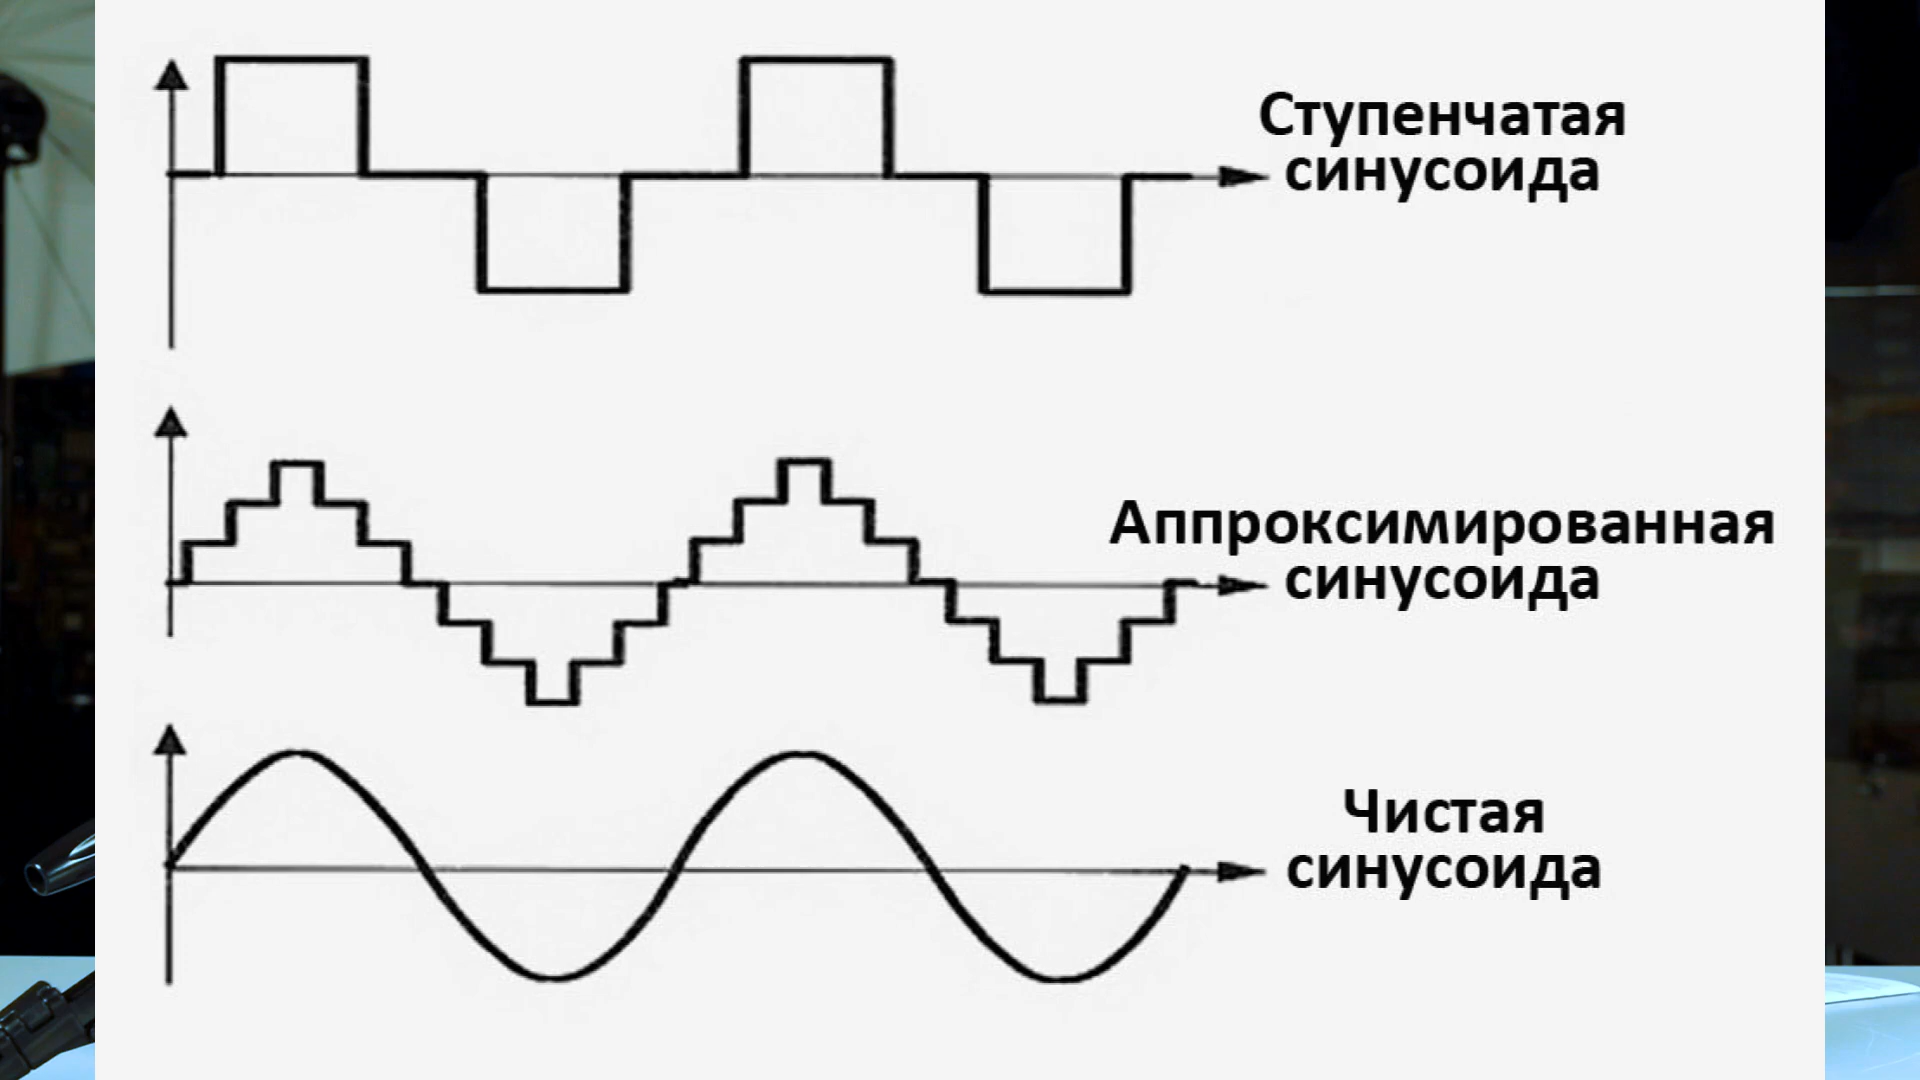 Ступенчатая
синусоида
Аппроксимированная
синусоида
Чистая
синусоида